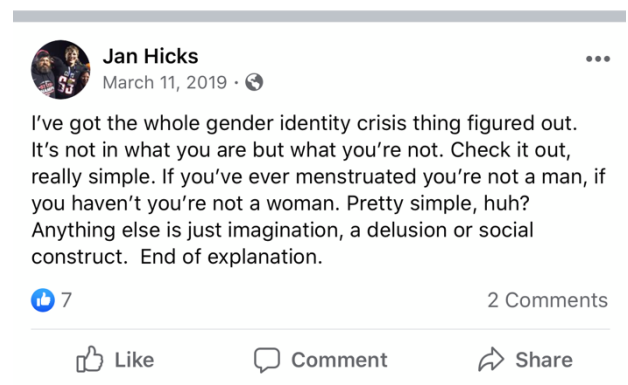 Jan Hicks
March 11, 2019 ·
I've got the whole gender identity crisis thing figured out.
It's not in what you are but what you're not. Check it out,
really simple. If you've ever menstruated you're not a man, if
you haven't you're not a woman. Pretty simple, huh?
Anything else is just imagination, a delusion or social
construct.  End of explanation.
7 2 Comments
Like Comment Share